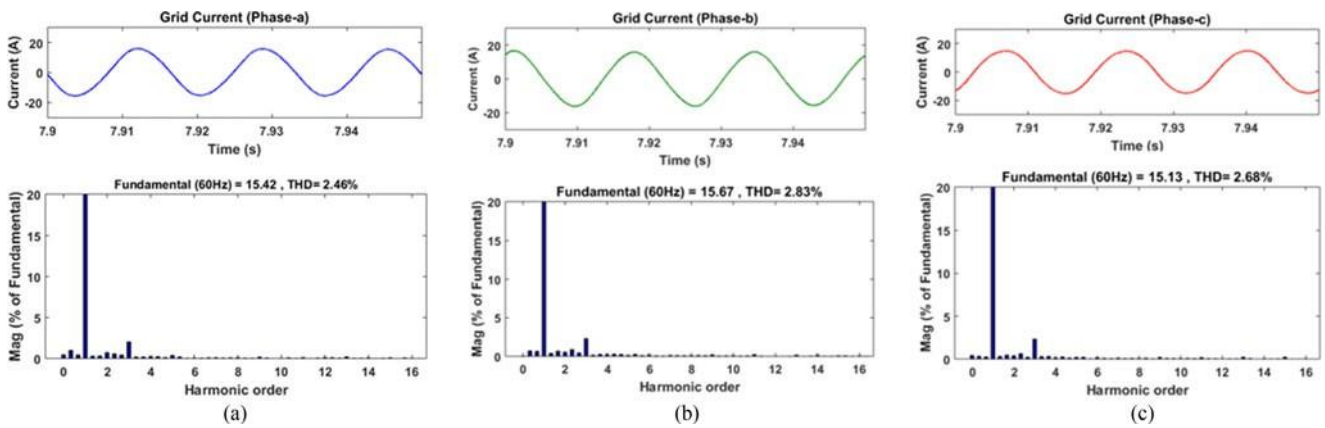 Grid Current (Phase-a)
Current (A)
20
0
-20
7.9 7.91 7.92 7.93 7.94
Time (s)
Fundamental (60Hz) = 15.42 , THD= 2.46%
Mag (% of Fundamental)
20
15
10
5
0
0 2 4 6 8 10 12 14 16
Harmonic order
(a)
Grid Current (Phase-b)
Current (A)
20
0
-20
7.9 7.91 7.92 7.93 7.94
Time (s)
Fundamental (60Hz) = 15.67 , THD= 2.83%
Mag (% of Fundamental)
20
15
10
5
0
0 2 4 6 8 10 12 14 16
Harmonic order
(b)
Grid Current (Phase-c)
Current (A)
20
0
-20
7.9 7.91 7.92 7.93 7.94
Time (s)
Fundamental (60Hz) = 15.13 , THD= 2.68%
Mag (% of Fundamental)
20
15
10
5
0
0 2 4 6 8 10 12 14 16
Harmonic order
(c)